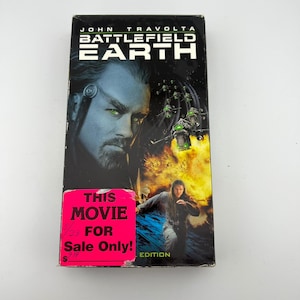 JOHN TRAVOLTA
BATTLEFIELD
EARTH
THIS
MOVIE
FOR
Sale Only!
$
EDITION